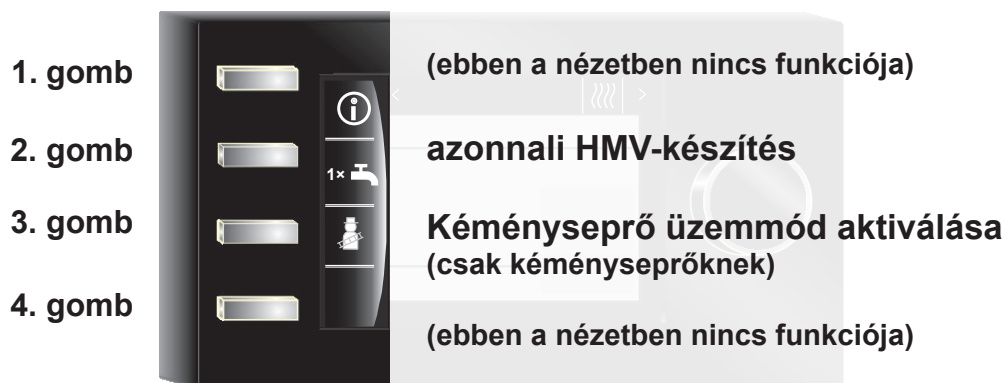 1. gomb
(ebben a nézetben nincs funkciója)
2. gomb
azonnali HMV-készítés
1×
3. gomb
Kéményseprő üzemmód aktiválása
(csak kéményseprőknek)
4. gomb
(ebben a nézetben nincs funkciója)